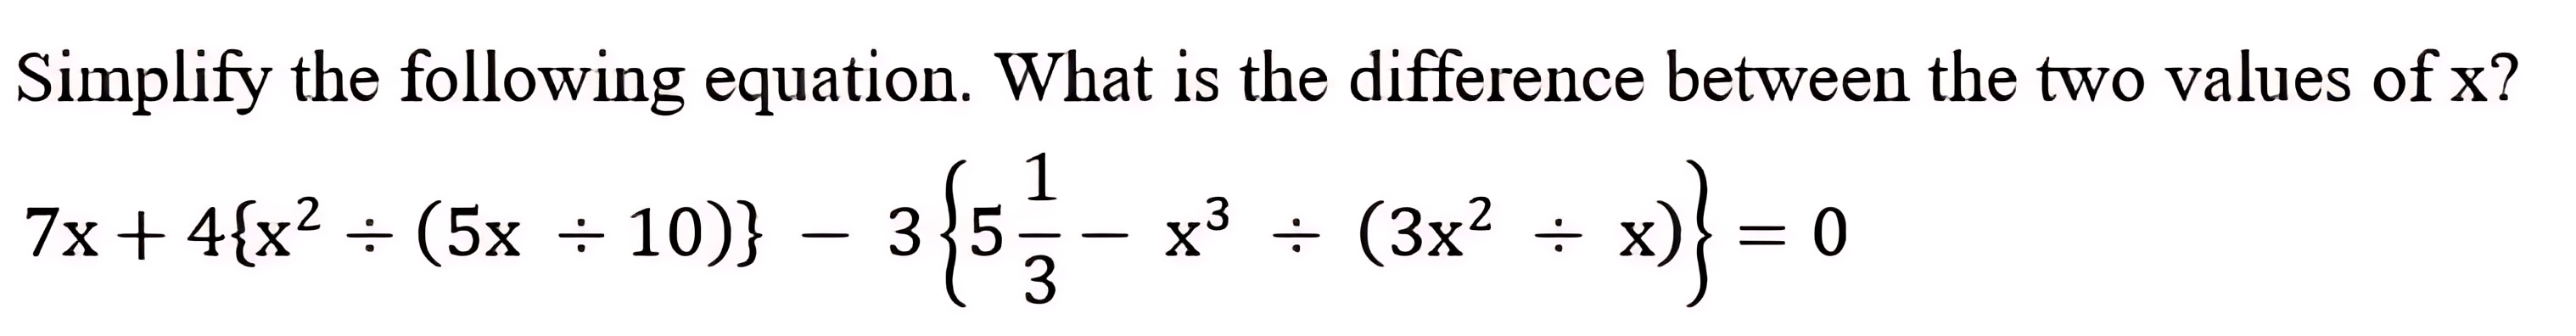 Simplify the following equation. What is the difference between the two values of x?
7x + 4{x² ÷ (5x ÷ 10)} − 3{5 1/3 − x³ ÷ (3x² ÷ x)} = 0